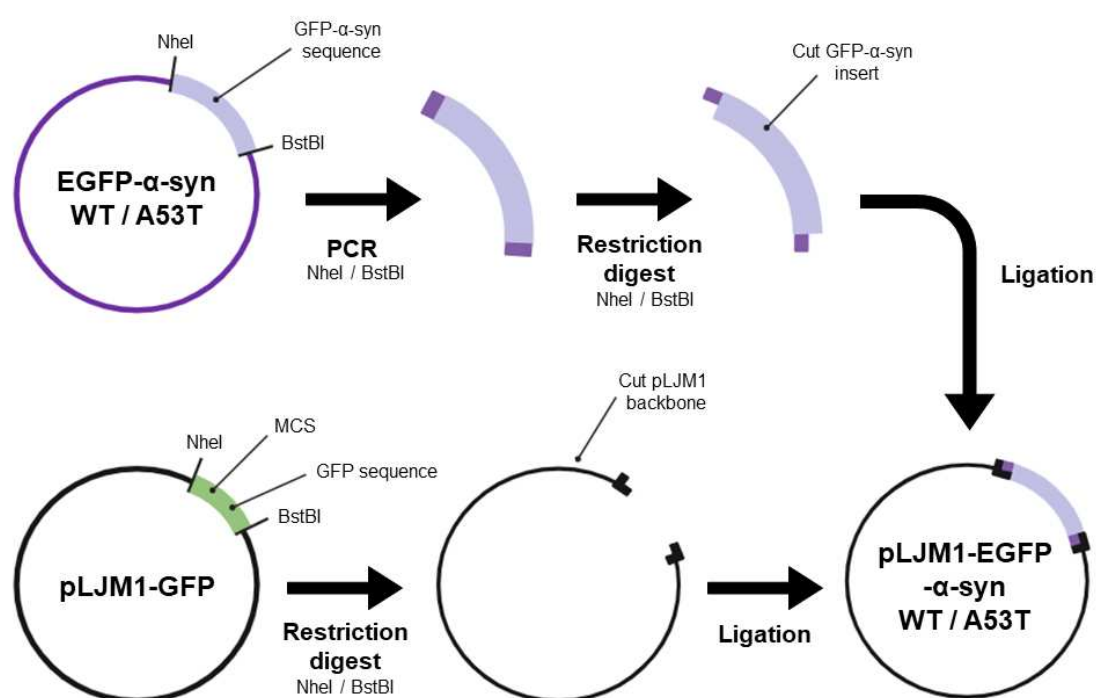 NheI
GFP-α-syn
sequence
BstBI
EGFP-α-syn
WT / A53T
PCR
NheI / BstBI
Restriction
digest
NheI / BstBI
Cut GFP-α-syn
insert
Ligation
NheI
MCS
GFP sequence
BstBI
pLJM1-GFP
Restriction
digest
NheI / BstBI
Cut pLJM1
backbone
Ligation
pLJM1-EGFP
-α-syn
WT / A53T